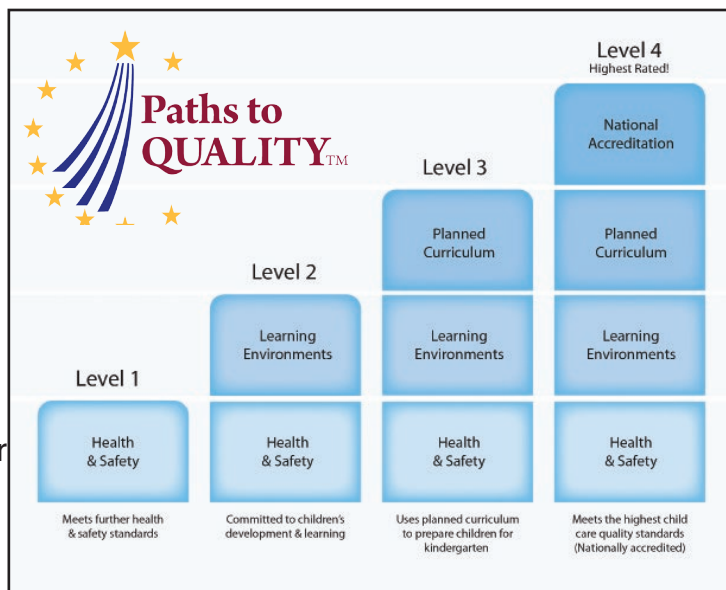 Paths to
QUALITY™
Level 4
Highest Rated!
National
Accreditation
Level 3
Planned
Curriculum
Planned
Curriculum
Level 2
Learning
Environments
Learning
Environments
Learning
Environments
Level 1
Health
& Safety
Health
& Safety
Health
& Safety
Health
& Safety
r
Meets further health
& safety standards
Committed to children's
development & learning
Uses planned curriculum
to prepare children for
kindergarten
Meets the highest child
care quality standards
(Nationally accredited)